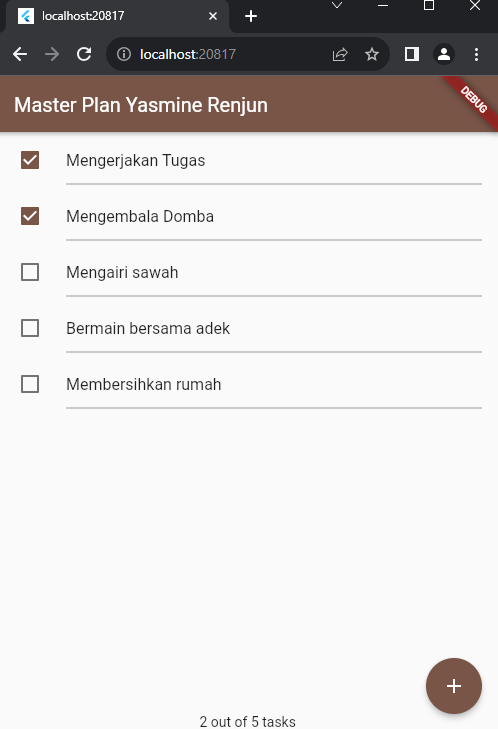 localhost:20817
localhost:20817
Master Plan Yasmine Renjun
DEBUG
Mengerjakan Tugas
Mengembala Domba
Mengairi sawah
Bermain bersama adek
Membersihkan rumah
2 out of 5 tasks